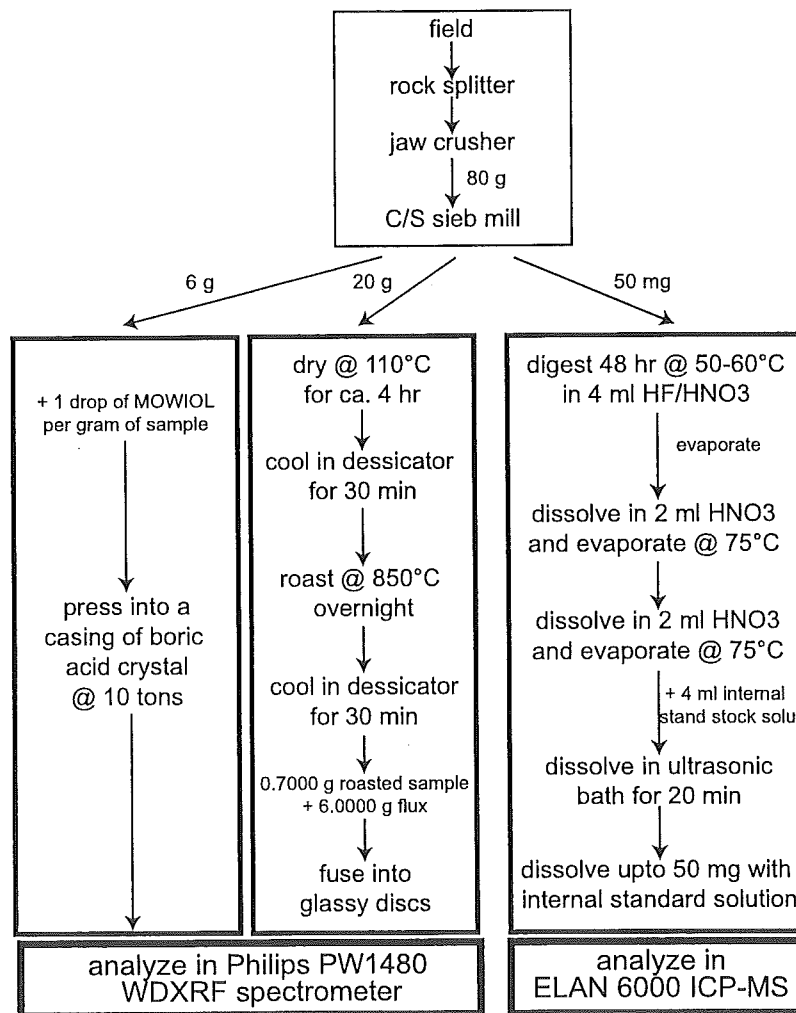 field
rock splitter
jaw crusher
80 g
C/S sieb mill
6 g
20 g
50 mg
+ 1 drop of MOWIOL
per gram of sample
press into a
casing of boric
acid crystal
@ 10 tons
dry @ 110°C
for ca. 4 hr
cool in dessicator
for 30 min
roast @ 850°C
overnight
cool in dessicator
for 30 min
0.7000 g roasted sample
+ 6.0000 g flux
fuse into
glassy discs
digest 48 hr @ 50-60°C
in 4 ml HF/HNO3
evaporate
dissolve in 2 ml HNO3
and evaporate @ 75°C
dissolve in 2 ml HNO3
and evaporate @ 75°C
+ 4 ml internal
stand stock solu
dissolve in ultrasonic
bath for 20 min
dissolve upto 50 mg with
internal standard solution
analyze in Philips PW1480
WDXRF spectrometer
analyze in
ELAN 6000 ICP-MS